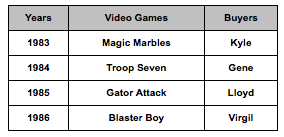 Years Video Games Buyers
1983 Magic Marbles Kyle
1984 Troop Seven Gene
1985 Gator Attack Lloyd
1986 Blaster Boy Virgil